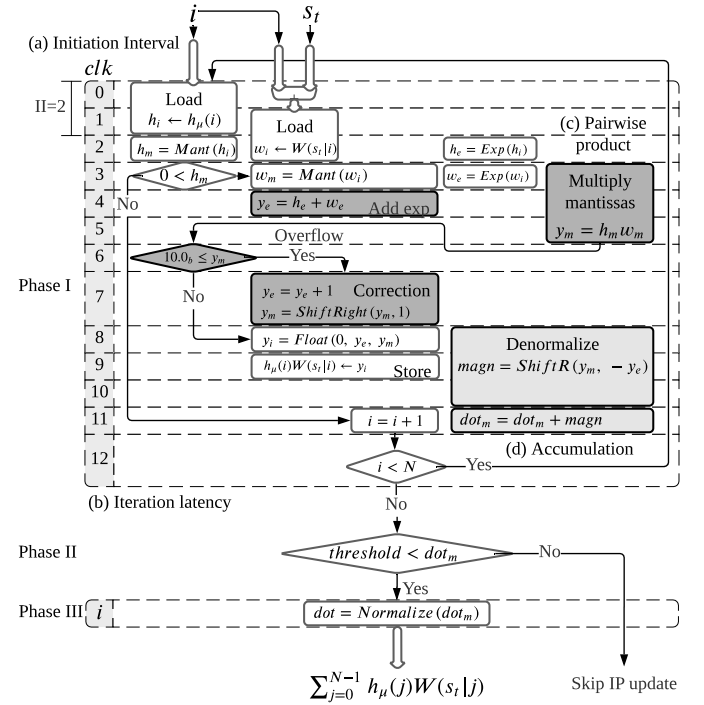 i
s_t
(a) Initiation Interval
clk
II=2
0
Load
h_i ← h_μ(i)
1
Load
w_i ← W(s_t|i)
2
h_m = Mant(h_i)
h_e = Exp(h_i)
(c) Pairwise
product
3
0 < h_m
w_m = Mant(w_i)
w_e = Exp(w_i)
Multiply
mantissas
y_m = h_m w_m
No
4
y_e = h_e + w_e
Add exp
5
Overflow
6
10.0_b ≤ y_m
Yes
Phase I
No
7
y_e = y_e + 1
Correction
y_m = ShiftRight(y_m, 1)
8
y_i = Float(0, y_e, y_m)
Denormalize
magn = ShiftR(y_m, − y_e)
9
h_μ(i)W(s_t|i) ← y_i
Store
10
11
i = i + 1
dot_m = dot_m + magn
(d) Accumulation
12
i < N
Yes
(b) Iteration latency
No
Phase II
threshold < dot_m
No
Yes
Phase III
i
dot = Normalize(dot_m)
∑_{j=0}^{N−1} h_μ(j)W(s_t|j)
Skip IP update